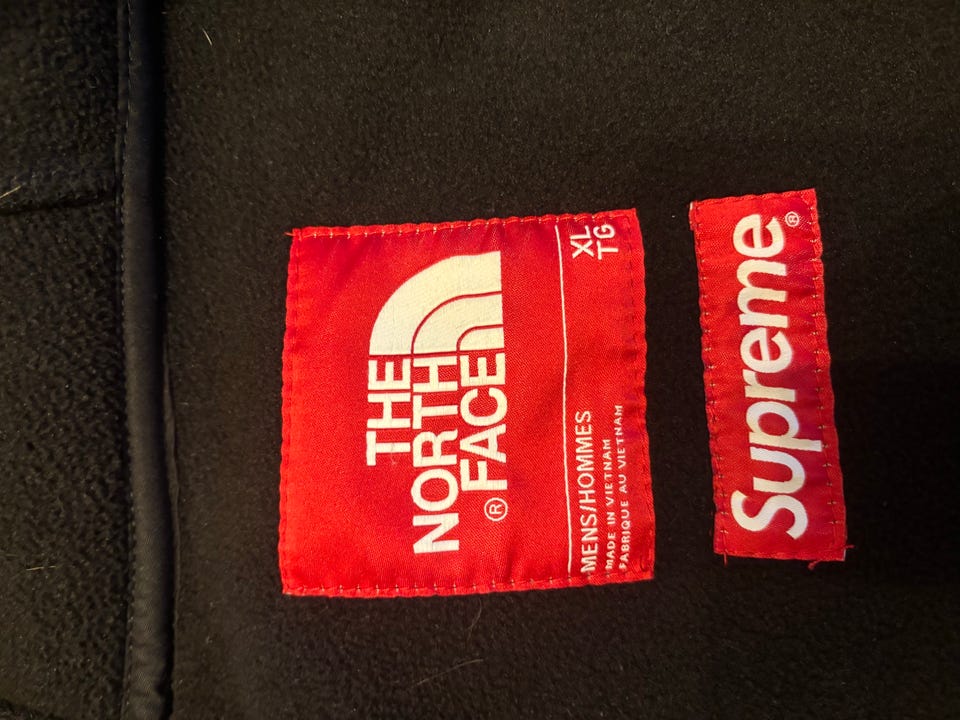 THE
NORTH
®FACE
MENS/HOMMES XL
MADE IN VIETNAM TG
FABRIQUE AU VIETNAM
Supreme®